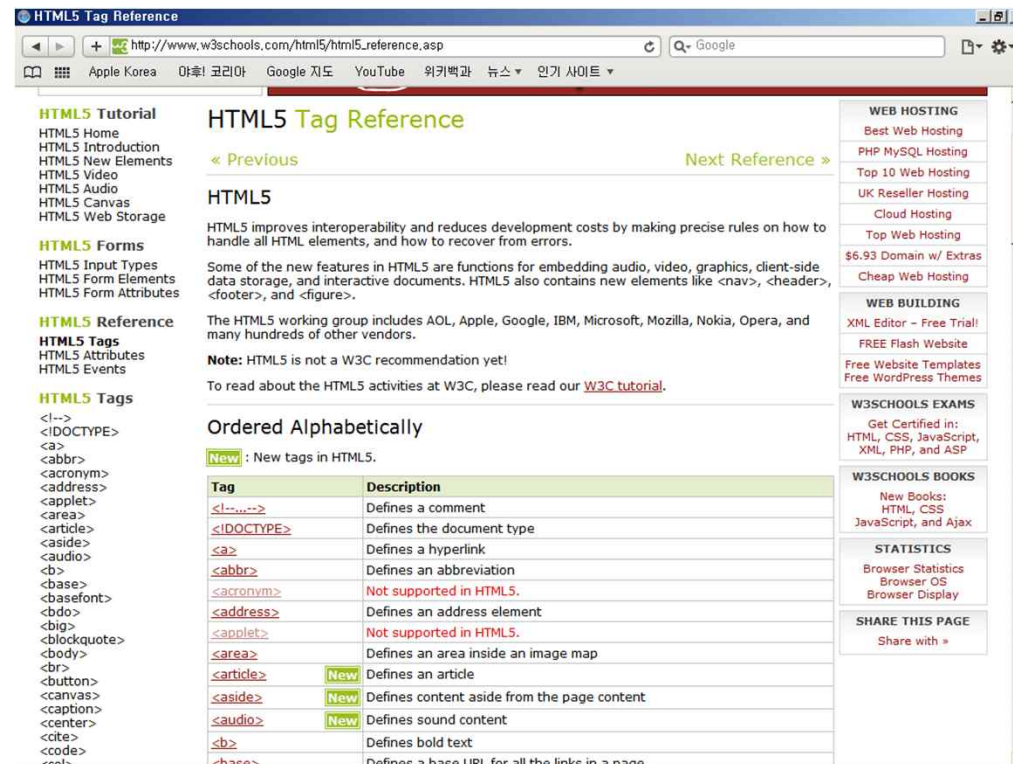 HTML5 Tag Reference
http://www.w3schools.com/html5/html5_reference.asp
Google
Apple Korea 야후! 코리아 Google 지도 YouTube 위키백과 뉴스 ▾ 인기 사이트 ▾
HTML5 Tutorial
HTML5 Home
HTML5 Introduction
HTML5 New Elements
HTML5 Video
HTML5 Audio
HTML5 Canvas
HTML5 Web Storage
HTML5 Forms
HTML5 Input Types
HTML5 Form Elements
HTML5 Form Attributes
HTML5 Reference
HTML5 Tags
HTML5 Attributes
HTML5 Events
HTML5 Tags
<!-->
<!DOCTYPE>
<a>
<abbr>
<acronym>
<address>
<applet>
<area>
<article>
<aside>
<audio>
<b>
<base>
<basefont>
<bdo>
<big>
<blockquote>
<body>
<br>
<button>
<canvas>
<caption>
<center>
<cite>
<code>
<col>
HTML5 Tag Reference
« Previous Next Reference »
HTML5
HTML5 improves interoperability and reduces development costs by making precise rules on how to
handle all HTML elements, and how to recover from errors.
Some of the new features in HTML5 are functions for embedding audio, video, graphics, client-side
data storage, and interactive documents. HTML5 also contains new elements like <nav>, <header>,
<footer>, and <figure>.
The HTML5 working group includes AOL, Apple, Google, IBM, Microsoft, Mozilla, Nokia, Opera, and
many hundreds of other vendors.
Note: HTML5 is not a W3C recommendation yet!
To read about the HTML5 activities at W3C, please read our W3C tutorial.
Ordered Alphabetically
New : New tags in HTML5.
Tag Description
<!--...--> Defines a comment
<!DOCTYPE> Defines the document type
<a> Defines a hyperlink
<abbr> Defines an abbreviation
<acronym> Not supported in HTML5.
<address> Defines an address element
<applet> Not supported in HTML5.
<area> Defines an area inside an image map
<article> New Defines an article
<aside> New Defines content aside from the page content
<audio> New Defines sound content
<b> Defines bold text
<base> Defines a base URL for all the links in a page
WEB HOSTING
Best Web Hosting
PHP MySQL Hosting
Top 10 Web Hosting
UK Reseller Hosting
Cloud Hosting
Top Web Hosting
$6.93 Domain w/ Extras
Cheap Web Hosting
WEB BUILDING
XML Editor – Free Trial!
FREE Flash Website
Free Website Templates
Free WordPress Themes
W3SCHOOLS EXAMS
Get Certified in:
HTML, CSS, JavaScript,
XML, PHP, and ASP
W3SCHOOLS BOOKS
New Books:
HTML, CSS
JavaScript, and Ajax
STATISTICS
Browser Statistics
Browser OS
Browser Display
SHARE THIS PAGE
Share with »